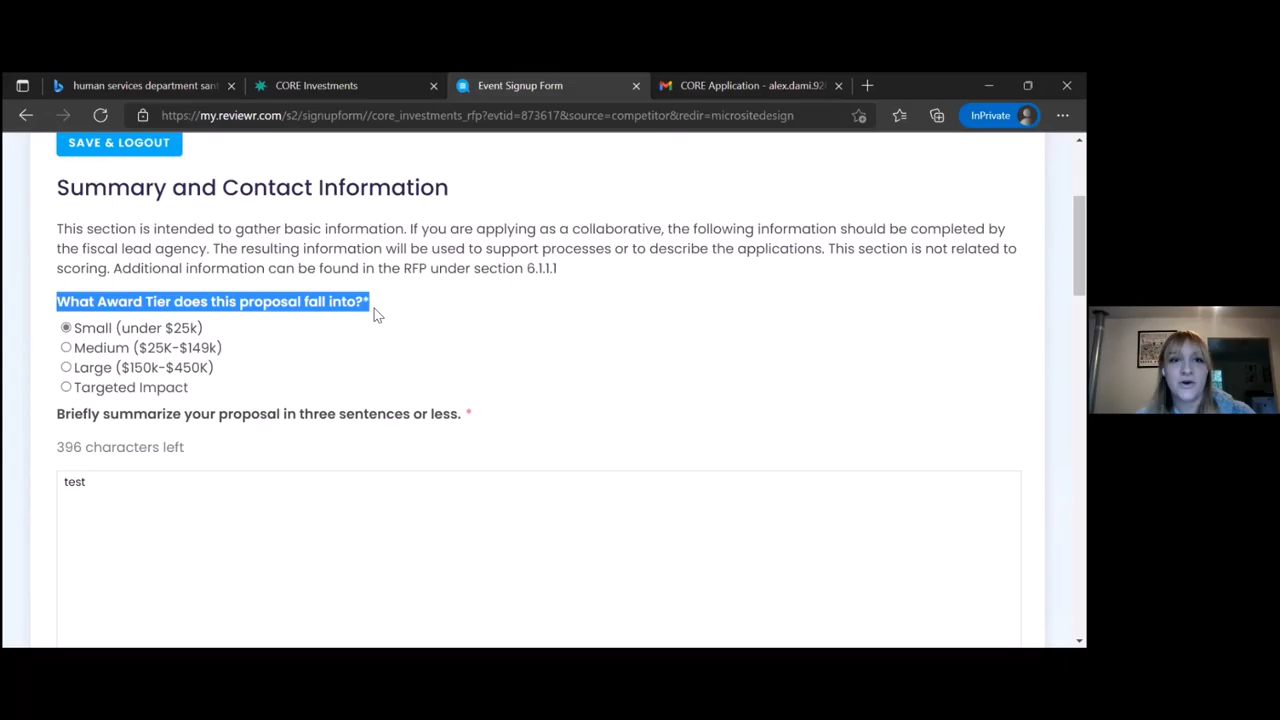 human services department sant
CORE Investments
Event Signup Form
CORE Application - alex.dami.92
https://my.reviewr.com/s2/signupform//core_investments_rfp?evtid=873617&source=competitor&redir=micrositedesign
InPrivate
SAVE & LOGOUT
Summary and Contact Information
This section is intended to gather basic information. If you are applying as a collaborative, the following information should be completed by
the fiscal lead agency. The resulting information will be used to support processes or to describe the applications. This section is not related to
scoring. Additional information can be found in the RFP under section 6.1.1.1
What Award Tier does this proposal fall into?*
Small (under $25k)
Medium ($25K-$149k)
Large ($150k-$450K)
Targeted Impact
Briefly summarize your proposal in three sentences or less. *
396 characters left
test